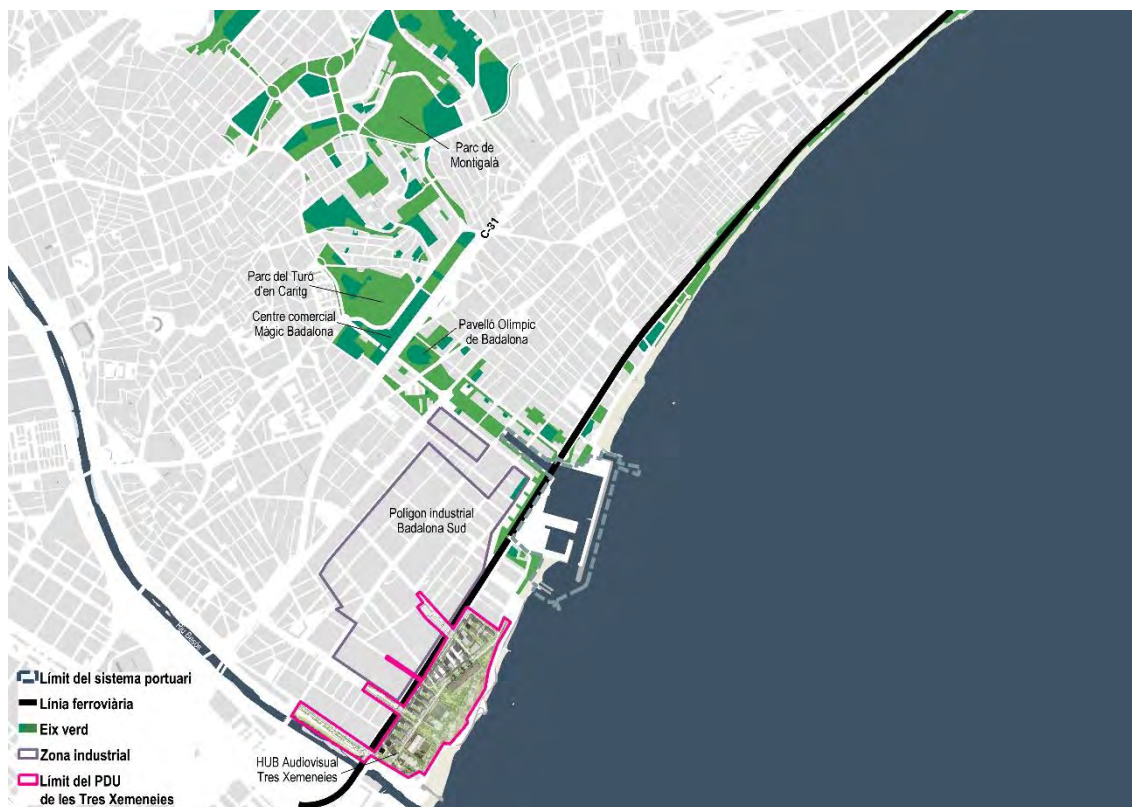 Parc de
Montigalà
C-31
Parc del Turó
d'en Caritg
Centre comercial
Màgic Badalona
Pavelló Olímpic
de Badalona
Polígon industrial
Badalona Sud
Riu Besòs
HUB Audiovisual
Tres Xemeneies
Límit del sistema portuari
Línia ferroviària
Eix verd
Zona industrial
Límit del PDU
de les Tres Xemeneies